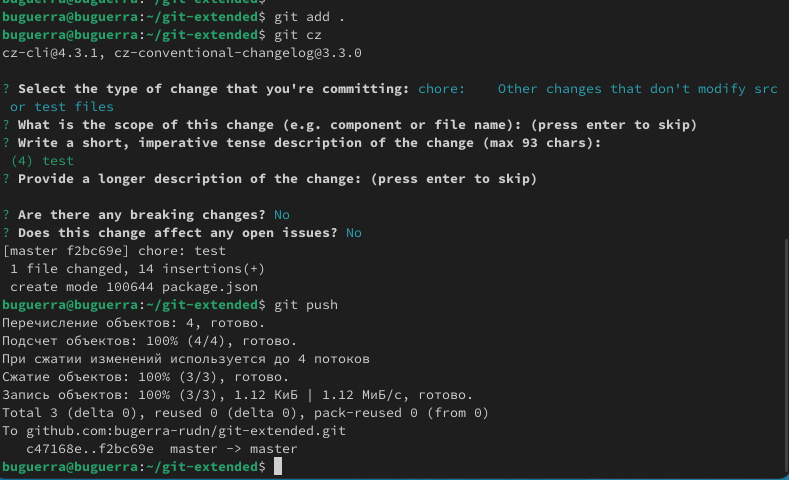 buguerra@buguerra:~/git-extended$ git add .
buguerra@buguerra:~/git-extended$ git cz
cz-cli@4.3.1, cz-conventional-changelog@3.3.0
? Select the type of change that you're committing: chore:    Other changes that don't modify src
 or test files
? What is the scope of this change (e.g. component or file name): (press enter to skip)
? Write a short, imperative tense description of the change (max 93 chars):
 (4) test
? Provide a longer description of the change: (press enter to skip)
? Are there any breaking changes? No
? Does this change affect any open issues? No
[master f2bc69e] chore: test
 1 file changed, 14 insertions(+)
 create mode 100644 package.json
buguerra@buguerra:~/git-extended$ git push
Перечисление объектов: 4, готово.
Подсчет объектов: 100% (4/4), готово.
При сжатии изменений используется до 4 потоков
Сжатие объектов: 100% (3/3), готово.
Запись объектов: 100% (3/3), 1.12 КиБ | 1.12 МиБ/с, готово.
Total 3 (delta 0), reused 0 (delta 0), pack-reused 0 (from 0)
To github.com:bugerra-rudn/git-extended.git
   c47168e..f2bc69e  master -> master
buguerra@buguerra:~/git-extended$